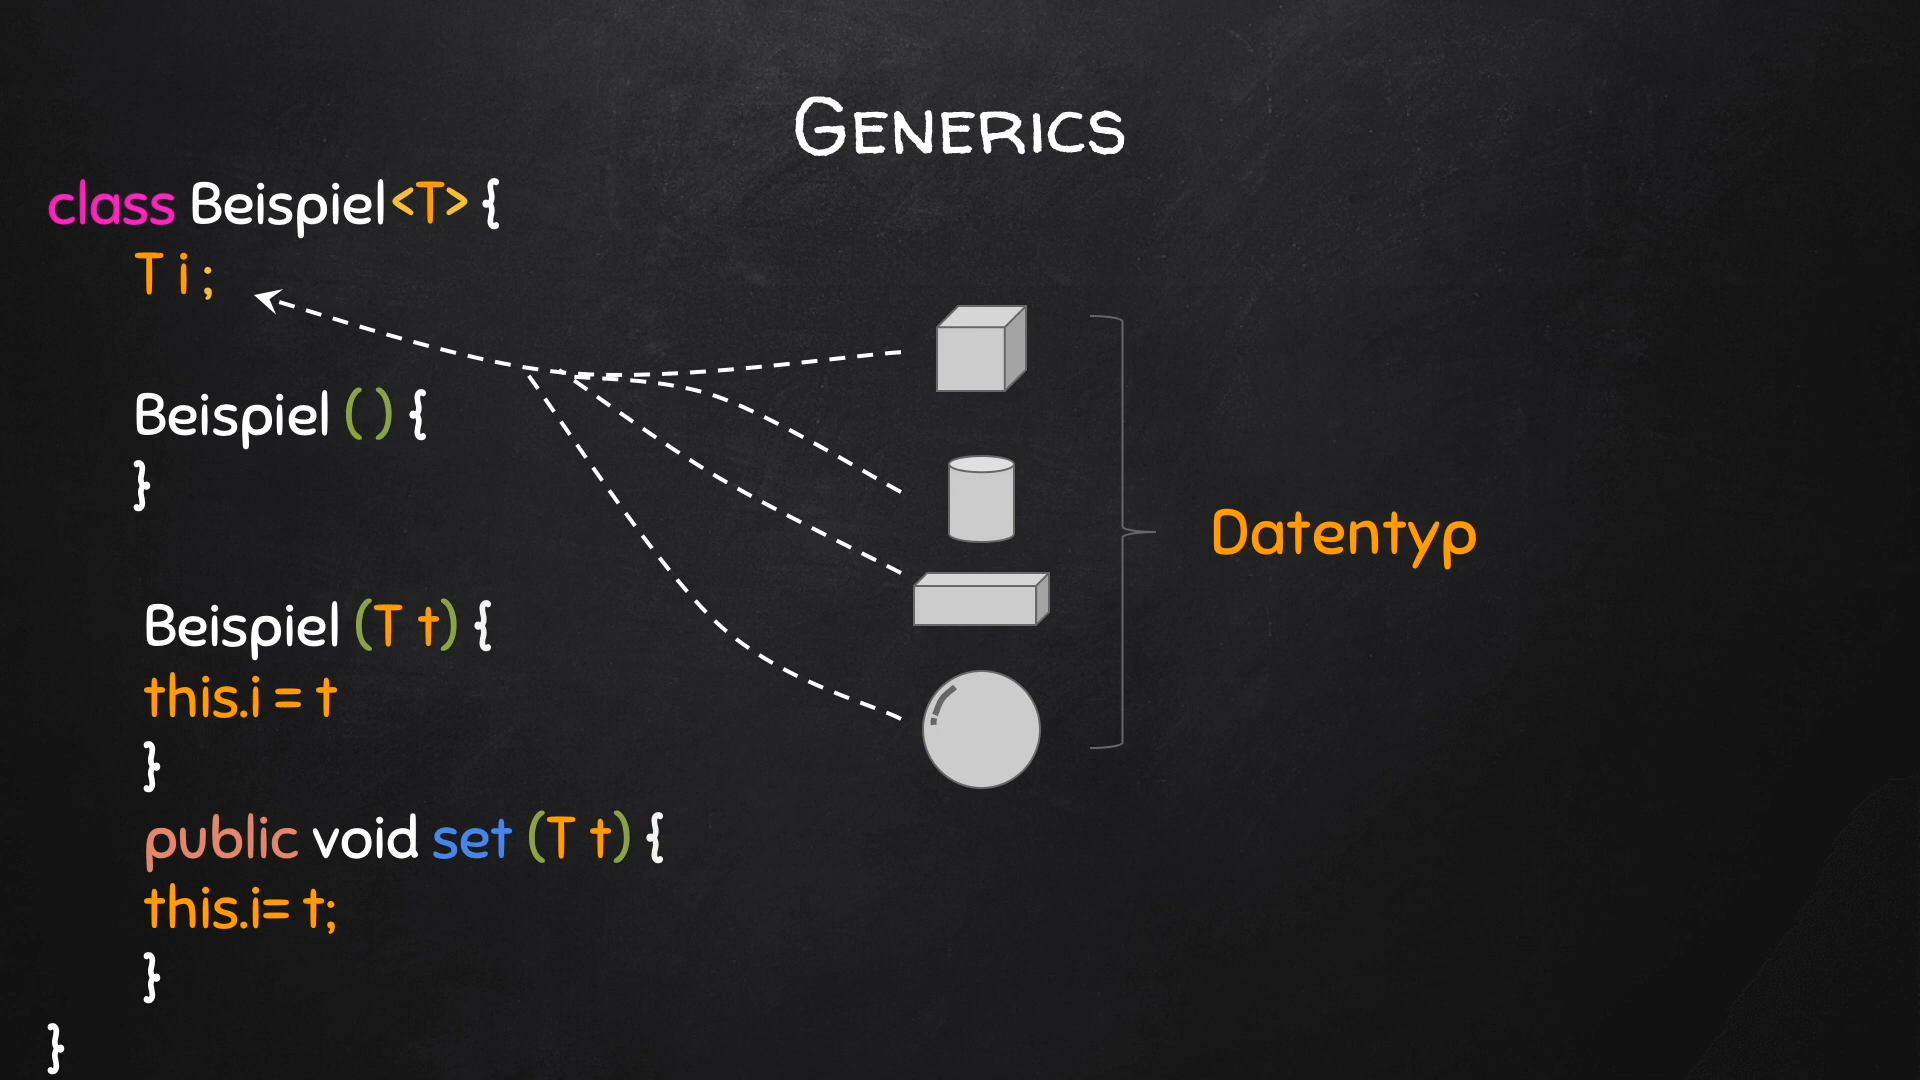 GENERICS
class Beispiel<T> {
T i ;
Beispiel ( ) {
}
Datentyp
Beispiel (T t) {
this.i = t
}
public void set (T t) {
this.i= t;
}
}